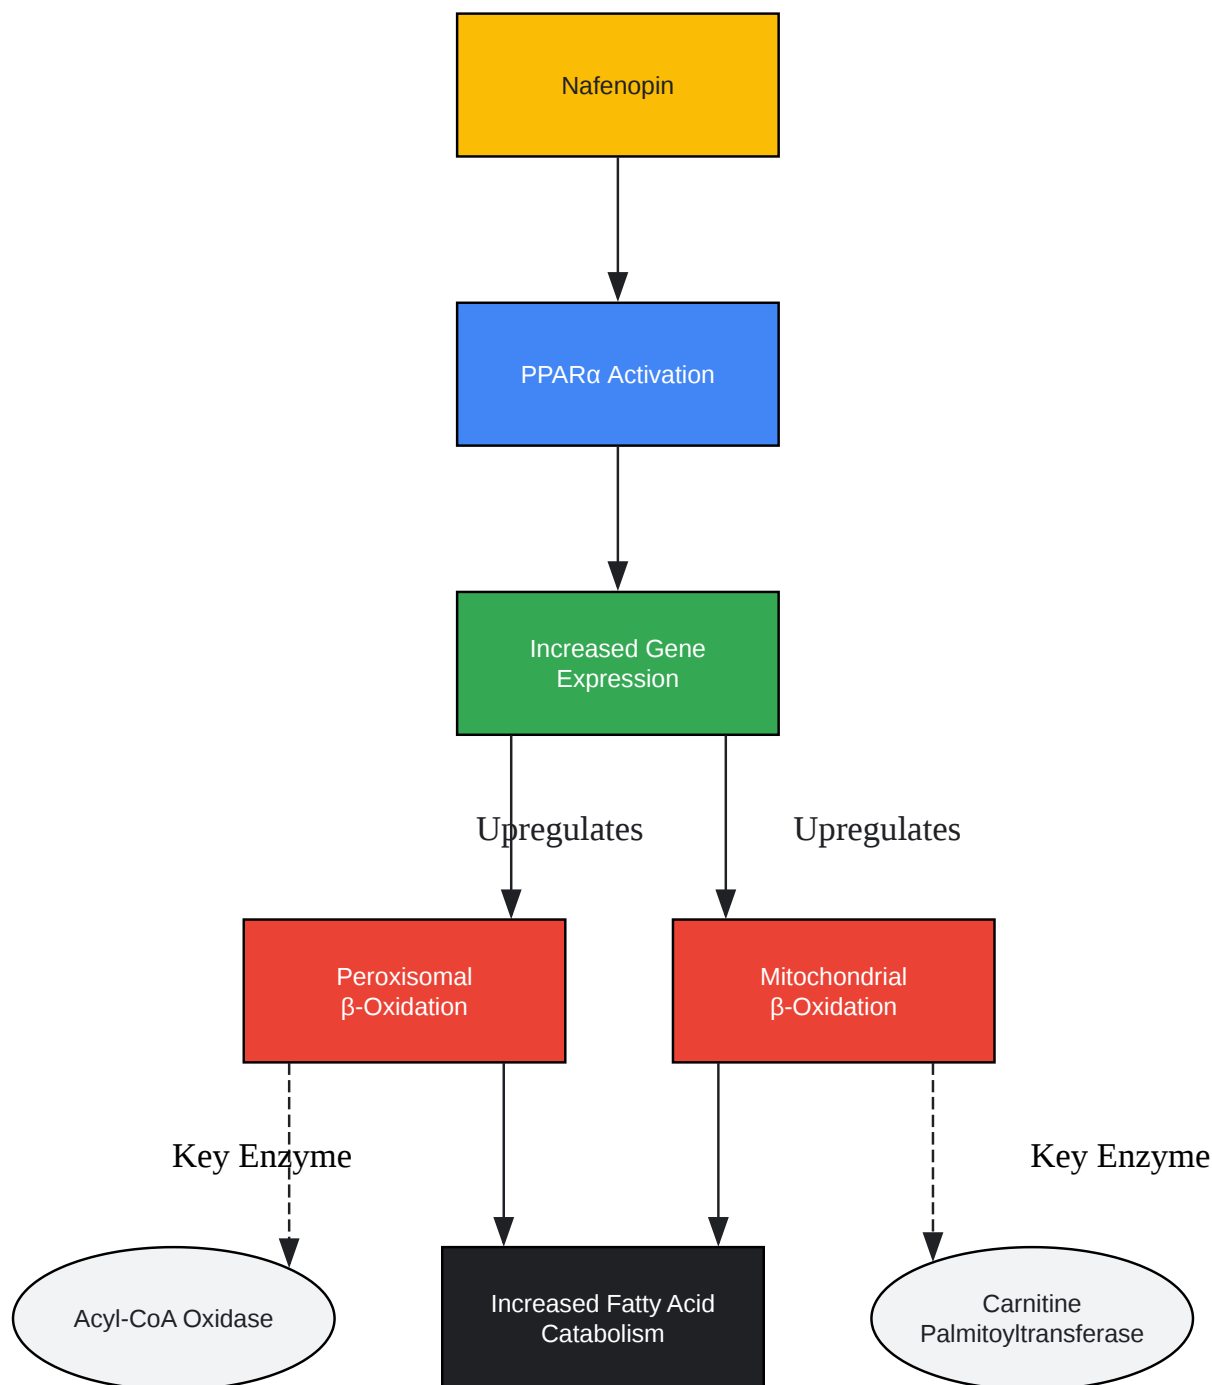 Nafenopin
PPARα Activation
Increased Gene
Expression
Upregulates
Upregulates
Peroxisomal
β-Oxidation
Mitochondrial
β-Oxidation
Key Enzyme
Key Enzyme
Acyl-CoA Oxidase
Increased Fatty Acid
Catabolism
Carnitine
Palmitoyltransferase